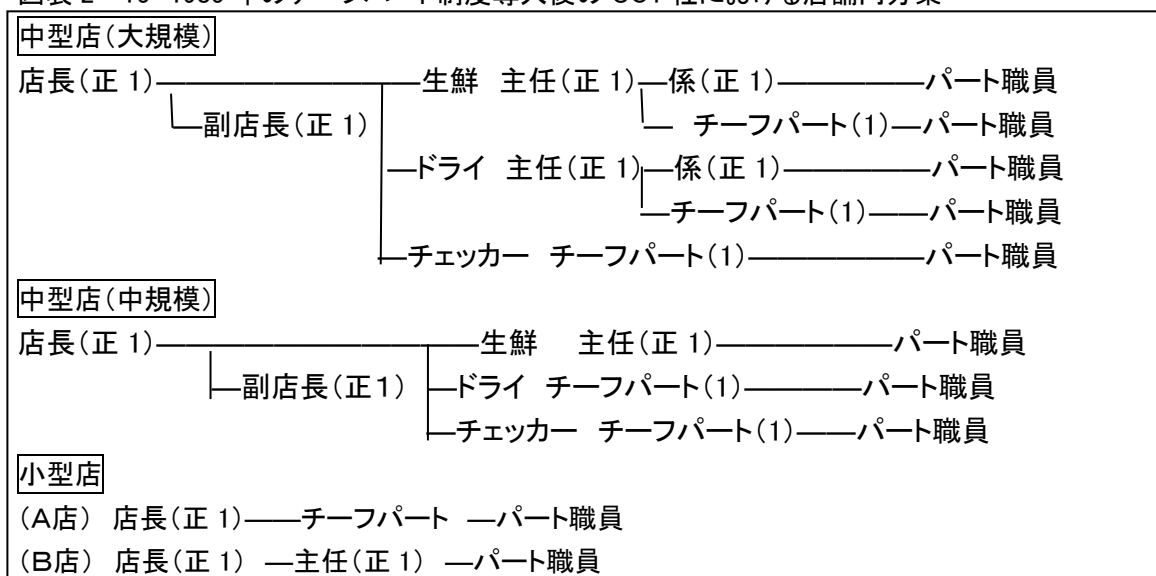 中型店(大規模)
店長(正 1)―――――――――生鮮 主任(正 1)―係(正 1)―――――パート職員
―副店長(正 1) ― チーフパート(1)―パート職員
―ドライ 主任(正 1)―係(正 1)―――――パート職員
―チーフパート(1)――パート職員
―チェッカー チーフパート(1)――――――パート職員
中型店(中規模)
店長(正 1)―――――――――――生鮮 主任(正 1)――――――パート職員
―副店長(正1) ―ドライ チーフパート(1)――――パート職員
―チェッカー チーフパート(1)――パート職員
小型店
(A店) 店長(正 1)――チーフパート ―パート職員
(B店) 店長(正 1) ―主任(正 1) ―パート職員